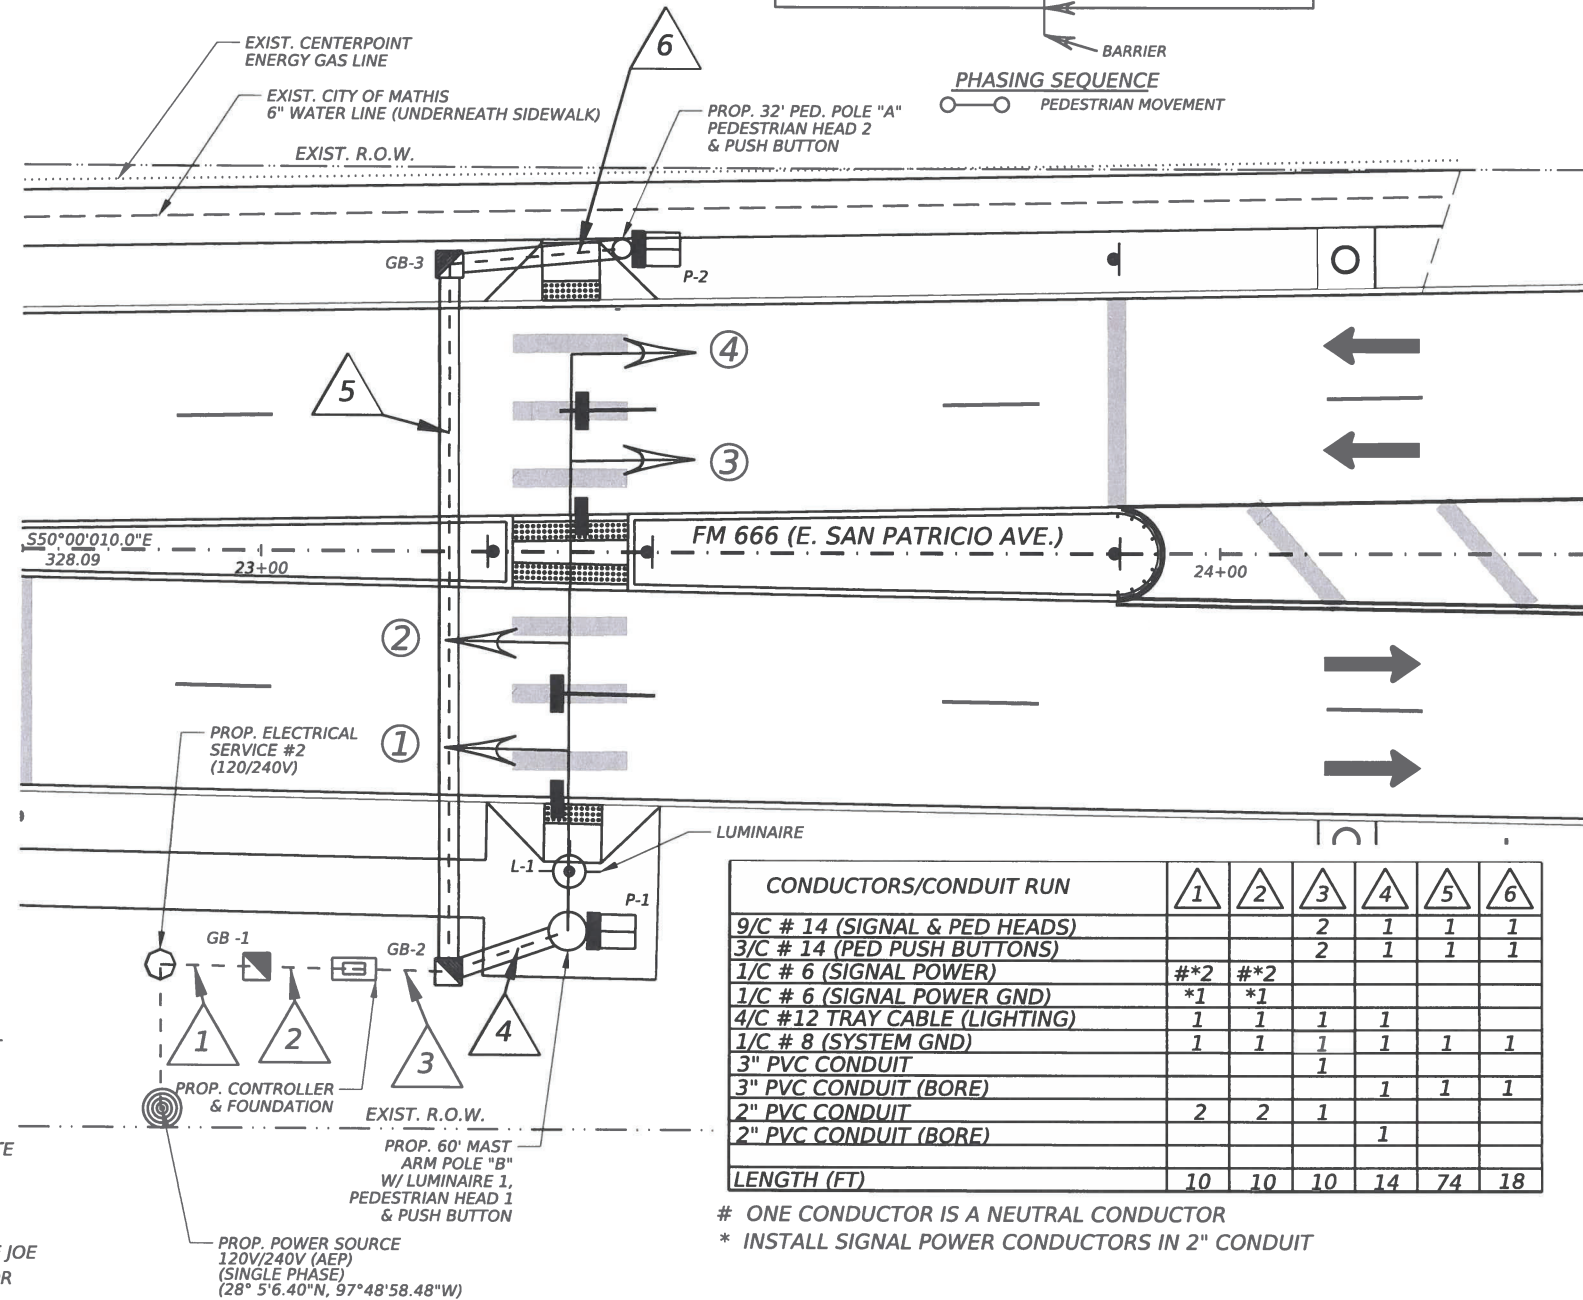 BARRIER
PHASING SEQUENCE
PEDESTRIAN MOVEMENT
EXIST. CENTERPOINT
ENERGY GAS LINE
6
EXIST. CITY OF MATHIS
6" WATER LINE (UNDERNEATH SIDEWALK)
PROP. 32' PED. POLE "A"
PEDESTRIAN HEAD 2
& PUSH BUTTON
EXIST. R.O.W.
GB-3
P-2
4
5
3
FM 666 (E. SAN PATRICIO AVE.)
S50°00'010.0"E
328.09
23+00
24+00
2
1
PROP. ELECTRICAL
SERVICE #2
(120/240V)
LUMINAIRE
L-1
P-1
GB -1
GB-2
1
2
3
4
PROP. CONTROLLER
& FOUNDATION
EXIST. R.O.W.
PROP. 60' MAST
ARM POLE "B"
W/ LUMINAIRE 1,
PEDESTRIAN HEAD 1
& PUSH BUTTON
PROP. POWER SOURCE
120V/240V (AEP)
(SINGLE PHASE)
(28° 5'6.40"N, 97°48'58.48"W)
TE
JOE
OR
CONDUCTORS/CONDUIT RUN 1 2 3 4 5 6
9/C # 14 (SIGNAL & PED HEADS) 2 1 1 1
3/C # 14 (PED PUSH BUTTONS) 2 1 1 1
1/C # 6 (SIGNAL POWER) #*2 #*2
1/C # 6 (SIGNAL POWER GND) *1 *1
4/C #12 TRAY CABLE (LIGHTING) 1 1 1 1
1/C # 8 (SYSTEM GND) 1 1 1 1 1 1
3" PVC CONDUIT 1
3" PVC CONDUIT (BORE) 1 1 1
2" PVC CONDUIT 2 2 1
2" PVC CONDUIT (BORE) 1
LENGTH (FT) 10 10 10 14 74 18
# ONE CONDUCTOR IS A NEUTRAL CONDUCTOR
* INSTALL SIGNAL POWER CONDUCTORS IN 2" CONDUIT